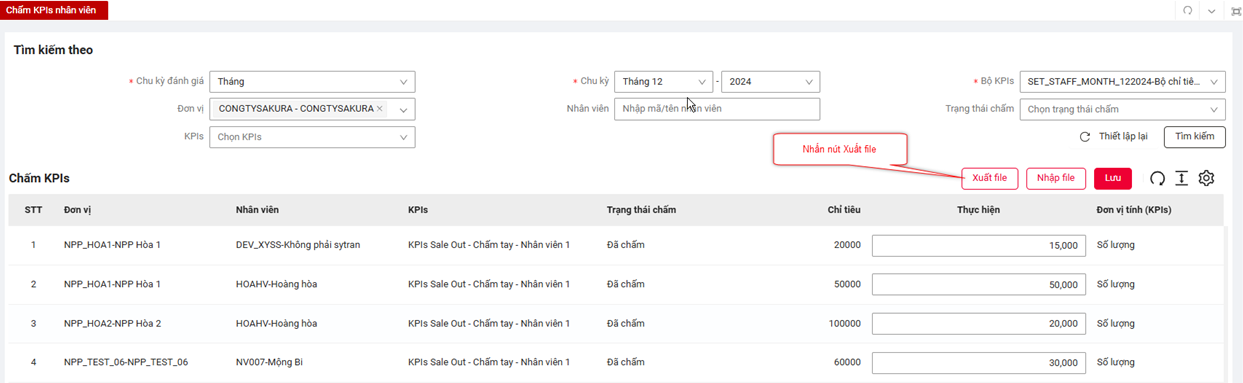 Chấm KPIs nhân viên
Tìm kiếm theo
* Chu kỳ đánh giá Tháng * Chu kỳ Tháng 12 - 2024 * Bộ KPIs SET_STAFF_MONTH_122024-Bộ chỉ tiê...
Đơn vị CONGTYSAKURA - CONGTYSAKURA × Nhân viên Nhập mã/tên nhân viên Trạng thái chấm Chọn trạng thái chấm
KPIs Chọn KPIs Thiết lập lại Tìm kiếm
Nhấn nút Xuất file
Chấm KPIs Xuất file Nhập file Lưu
STT Đơn vị Nhân viên KPIs Trạng thái chấm Chỉ tiêu Thực hiện Đơn vị tính (KPIs)
1 NPP_HOA1-NPP Hòa 1 DEV_XYSS-Không phải sytran KPIs Sale Out - Chấm tay - Nhân viên 1 Đã chấm 20000 15,000 Số lượng
2 NPP_HOA1-NPP Hòa 1 HOAHV-Hoàng hòa KPIs Sale Out - Chấm tay - Nhân viên 1 Đã chấm 50000 50,000 Số lượng
3 NPP_HOA2-NPP Hòa 2 HOAHV-Hoàng hòa KPIs Sale Out - Chấm tay - Nhân viên 1 Đã chấm 100000 20,000 Số lượng
4 NPP_TEST_06-NPP_TEST_06 NV007-Mộng Bi KPIs Sale Out - Chấm tay - Nhân viên 1 Đã chấm 60000 30,000 Số lượng